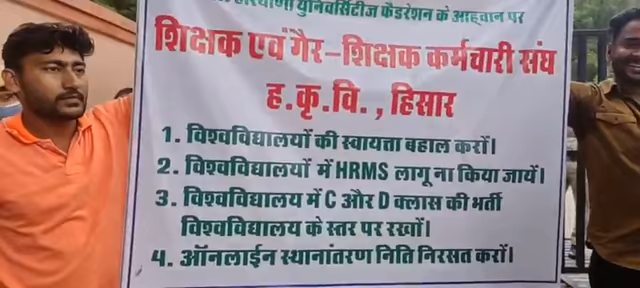 हरियाणा युनिवर्सिटीज फैडरेशन के आह्वान पर
शिक्षक एवं गैर-शिक्षक कर्मचारी संघ
ह.कृ.वि. , हिसार
1. विश्वविद्यालयों की स्वायत्ता बहाल करों।
2. विश्वविद्यालयों में HRMS लागू ना किया जायें।
3. विश्वविद्यालय में C और D क्लास की भर्ती
विश्वविद्यालय के स्तर पर रखों।
4. ऑनलाईन स्थानांतरण निति निरसत करों।